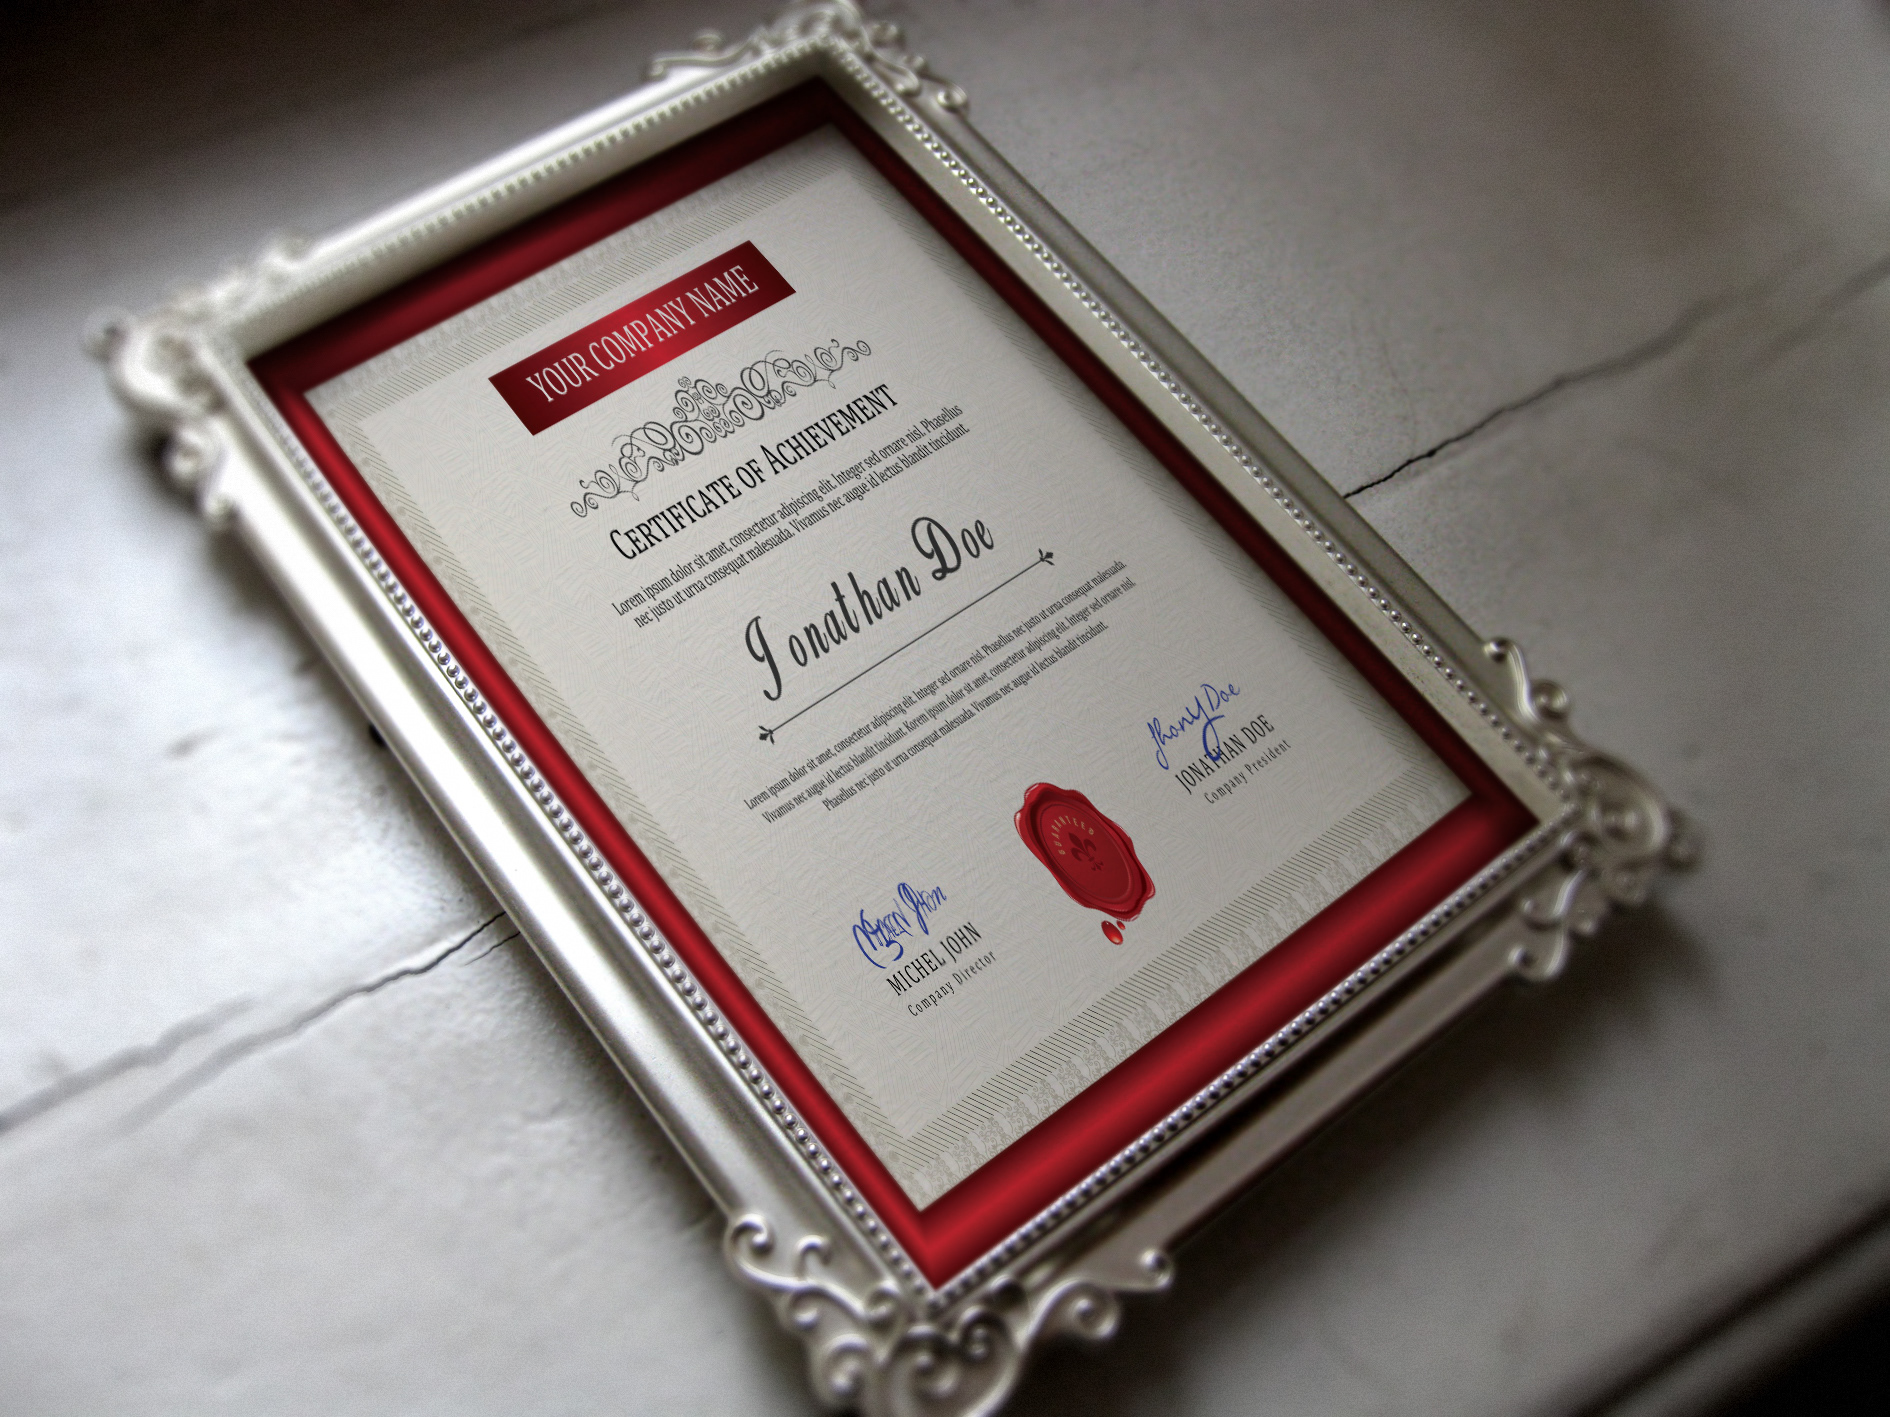 YOUR COMPANY NAME
CERTIFICATE OF ACHIEVEMENT
Lorem ipsum dolor sit amet, consectetur adipiscing elit. Integer sed ornare nisl. Phasellus
nec justo ut urna consequat malesuada. Vivamus nec augue id lectus blandit tincidunt.
Jonathan Doe
Lorem ipsum dolor sit amet, consectetur adipiscing elit. Integer sed ornare nisl. Phasellus nec justo ut urna consequat malesuada.
Vivamus nec augue id lectus blandit tincidunt. Korem ipsum dolor sit amet, consectetur adipiscing elit. Integer sed ornare nisl.
Phasellus nec justo ut urna consequat malesuada. Vivamus nec augue id lectus blandit tincidunt.
Jhony Doe
JONATHAN DOE
Company President
GUARANTEED
MICHEL JOHN
Company Director